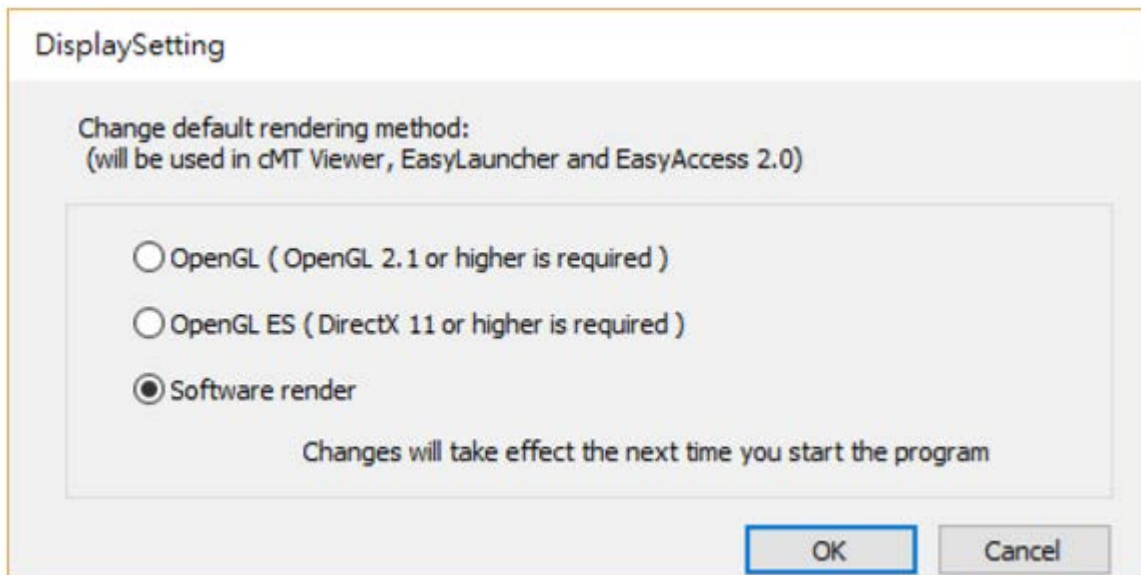 DisplaySetting
Change default rendering method:
(will be used in cMT Viewer, EasyLauncher and EasyAccess 2.0)
OpenGL ( OpenGL 2.1 or higher is required )
OpenGL ES ( DirectX 11 or higher is required )
Software render
Changes will take effect the next time you start the program
OK Cancel